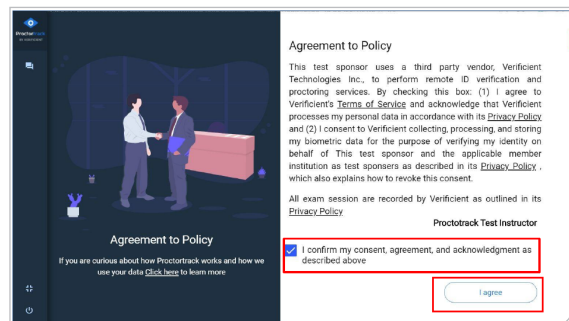 Proctortrack
by VERIFICIENT
Agreement to Policy
If you are curious about how Proctortrack works and how we
use your data Click here to learn more
Agreement to Policy
This test sponsor uses a third party vendor, Verificient
Technologies Inc., to perform remote ID verification and
proctoring services. By checking this box: (1) I agree to
Verificient's Terms of Service and acknowledge that Verificient
processes my personal data in accordance with its Privacy Policy
and (2) I consent to Verificient collecting, processing, and storing
my biometric data for the purpose of verifying my identity on
behalf of This test sponsor and the applicable member
institution as test sponsors as described in its Privacy Policy ,
which also explains how to revoke this consent.
All exam session are recorded by Verificient as outlined in its
Privacy Policy
Proctotrack Test Instructor
I confirm my consent, agreement, and acknowledgment as
described above
I agree